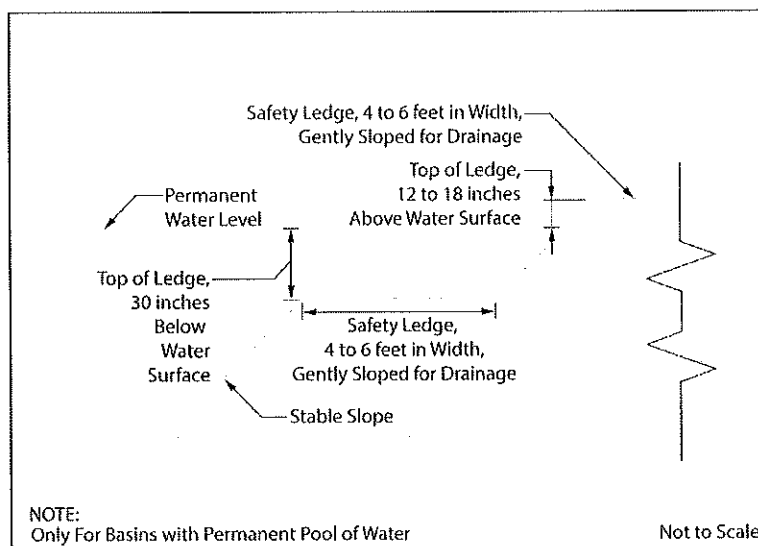 Safety Ledge, 4 to 6 feet in Width,
Gently Sloped for Drainage
Top of Ledge,
12 to 18 inches
Above Water Surface
Permanent
Water Level
Top of Ledge,
30 inches
Below
Water
Surface
Safety Ledge,
4 to 6 feet in Width,
Gently Sloped for Drainage
Stable Slope
NOTE:
Only For Basins with Permanent Pool of Water
Not to Scale